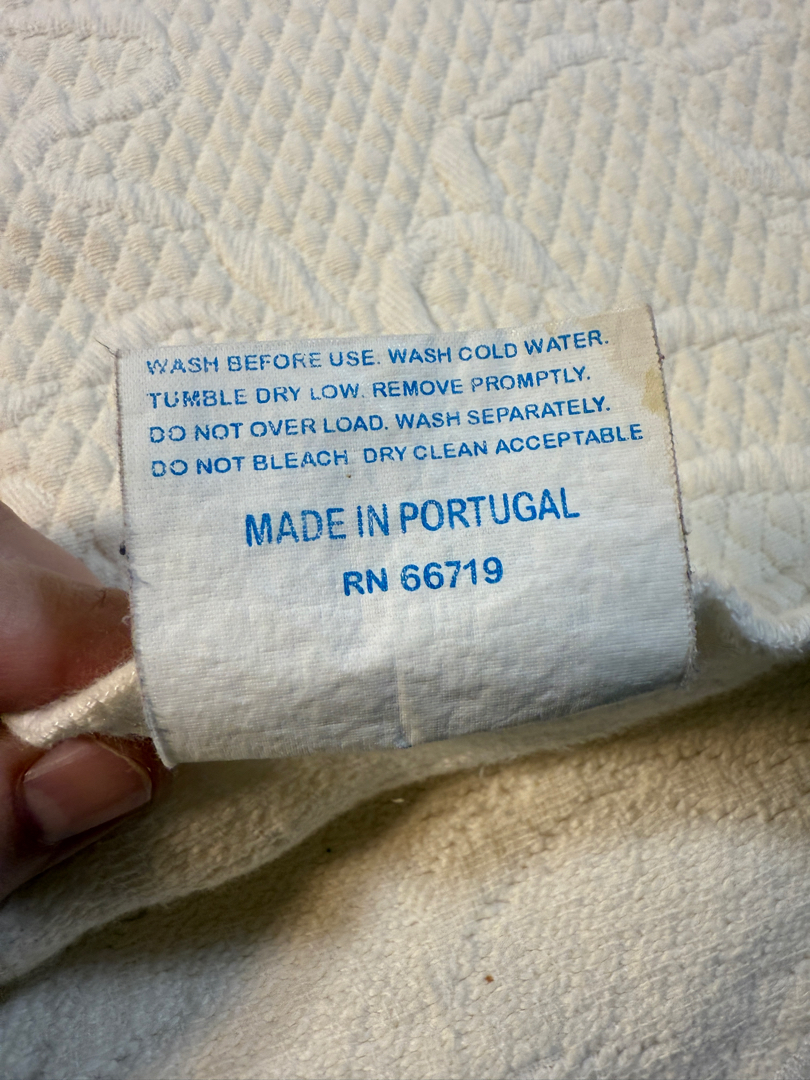 WASH BEFORE USE. WASH COLD WATER.
TUMBLE DRY LOW. REMOVE PROMPTLY.
DO NOT OVER LOAD. WASH SEPARATELY.
DO NOT BLEACH DRY CLEAN ACCEPTABLE
MADE IN PORTUGAL
RN 66719